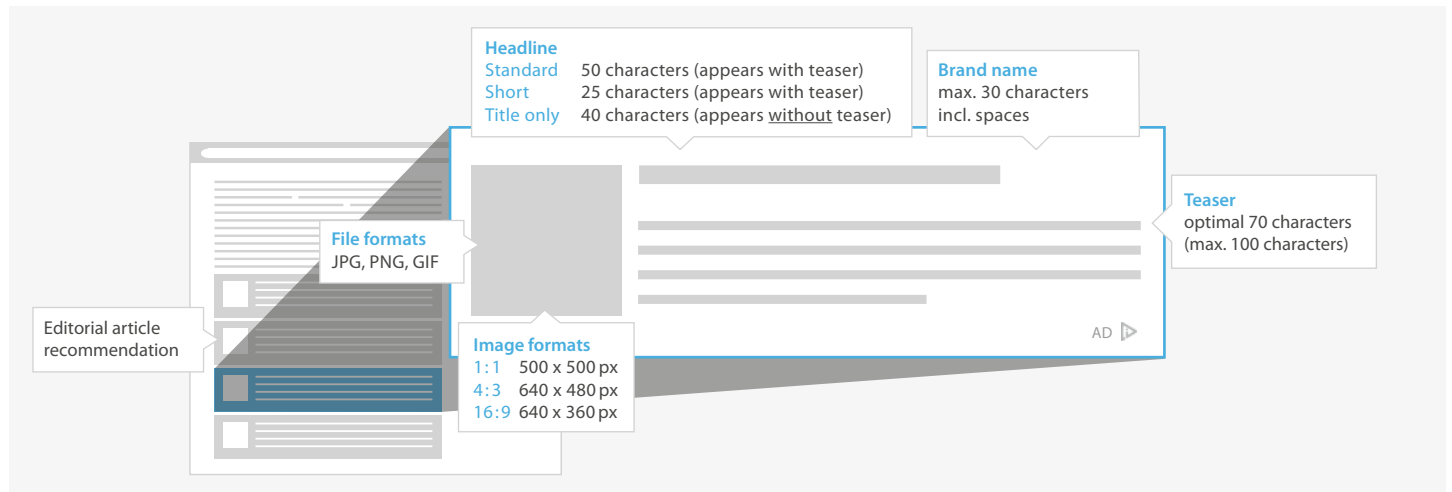 Headline
Standard 50 characters (appears with teaser)
Short 25 characters (appears with teaser)
Title only 40 characters (appears without teaser)
Brand name
max. 30 characters
incl. spaces
Teaser
optimal 70 characters
(max. 100 characters)
File formats
JPG, PNG, GIF
Editorial article
recommendation
AD
Image formats
1:1 500 x 500 px
4:3 640 x 480 px
16:9 640 x 360 px